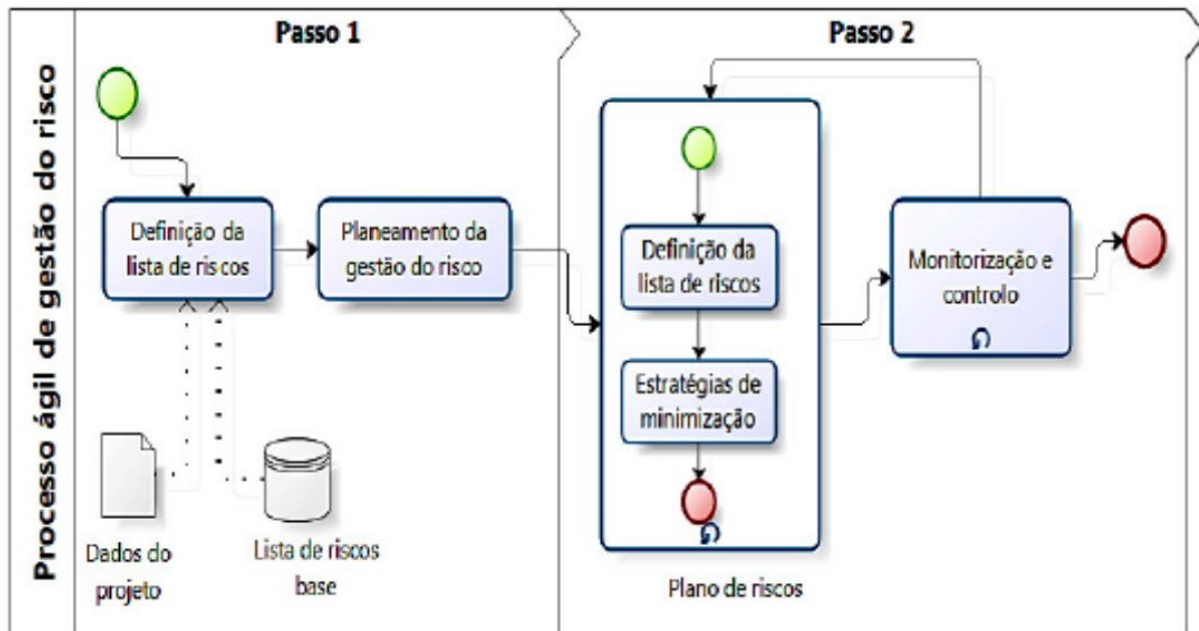 Processo ágil de gestão do risco
Passo 1
Passo 2
Definição da
lista de riscos
Planeamento da
gestão do risco
Dados do
projeto
Lista de riscos
base
Definição da
lista de riscos
Estratégias de
minimização
Plano de riscos
Monitorização e
controlo